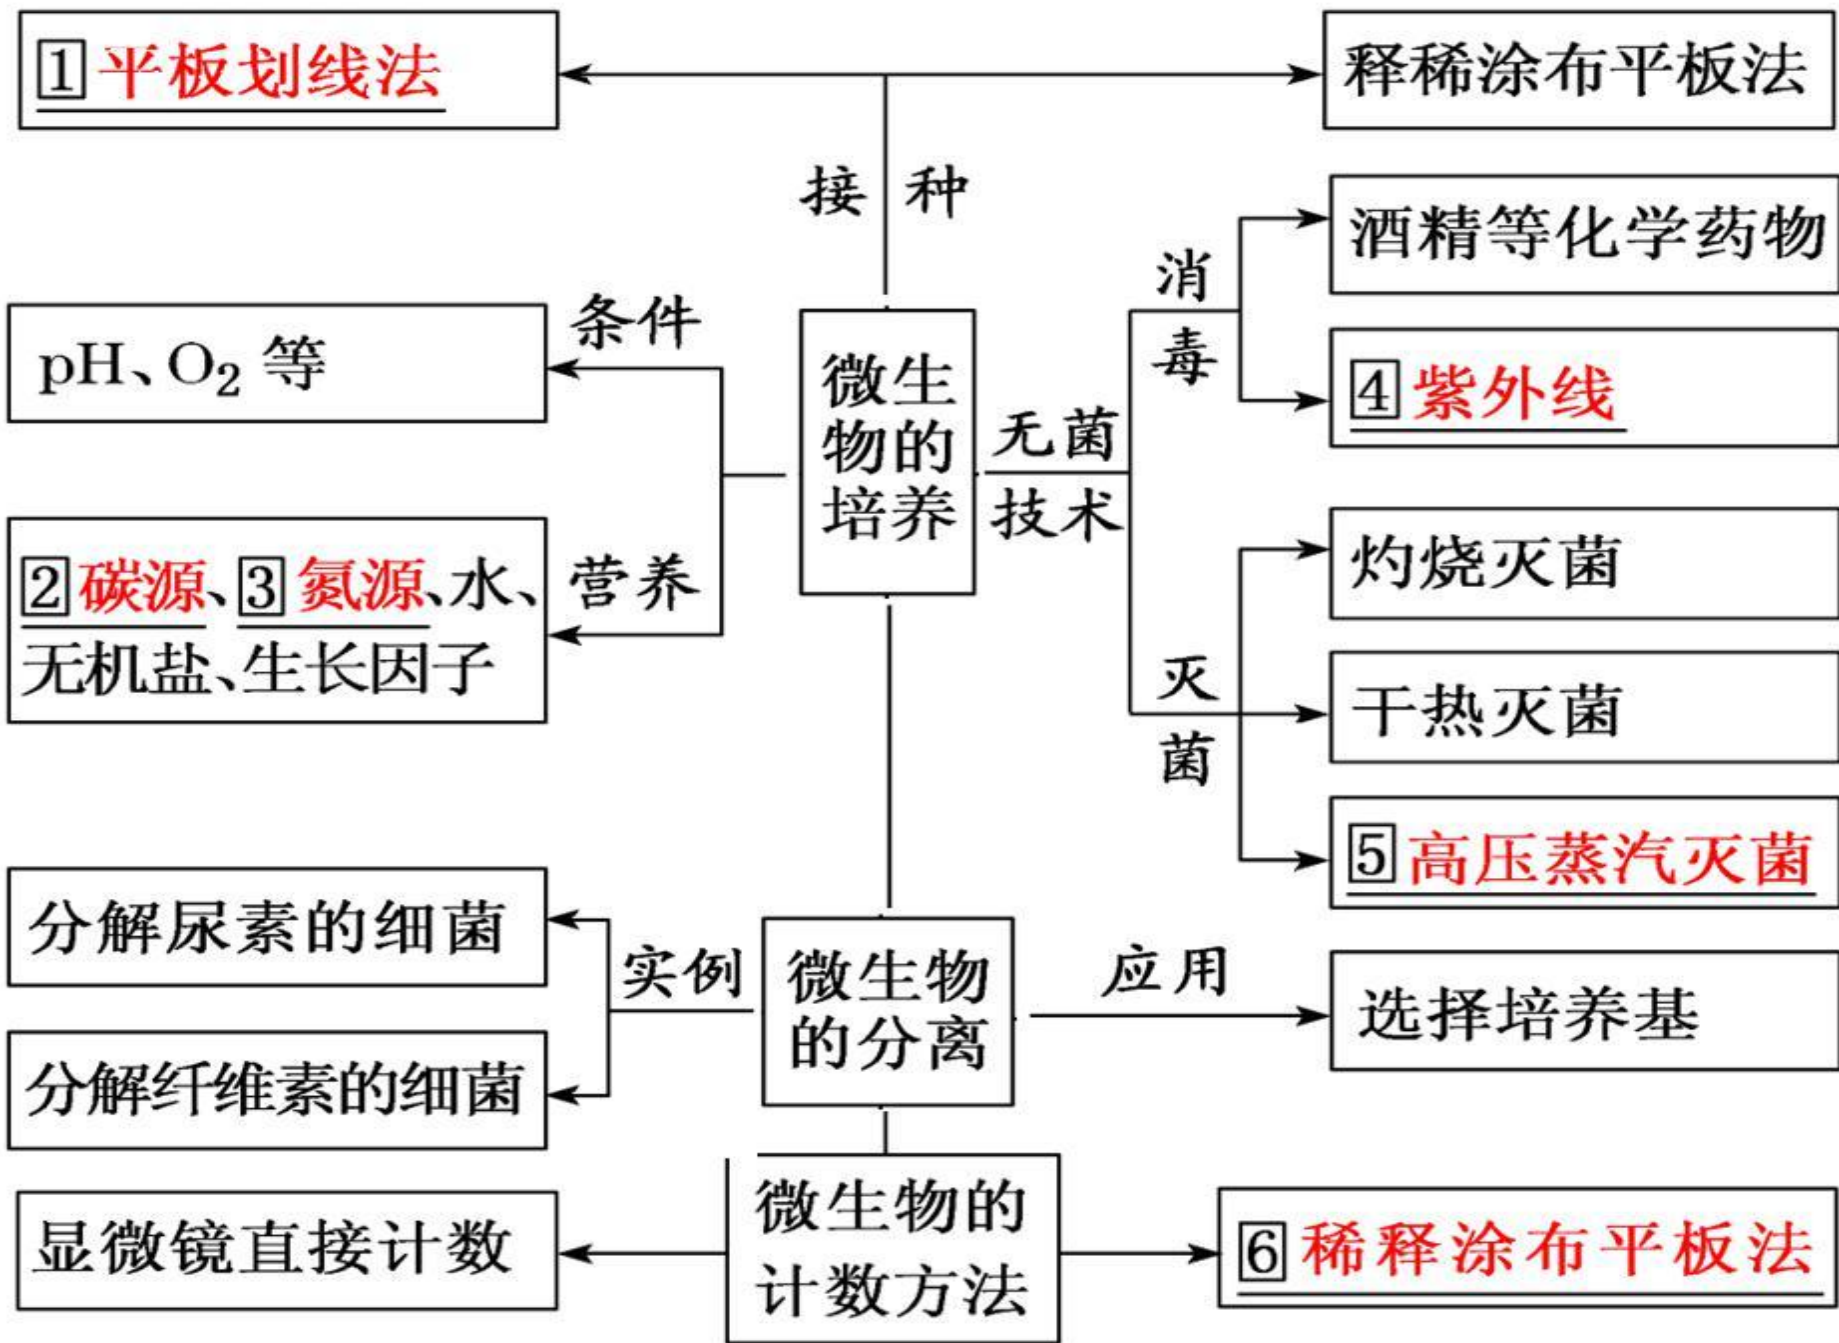 1 平板划线法
释稀涂布平板法
接种
酒精等化学药物
消毒
4 紫外线
条件
pH、O₂ 等
微生
物的
培养
无菌
技术
2 碳源、3 氮源、水、
无机盐、生长因子
营养
灼烧灭菌
灭菌
干热灭菌
5 高压蒸汽灭菌
分解尿素的细菌
实例
分解纤维素的细菌
微生物
的分离
应用
选择培养基
显微镜直接计数
微生物的
计数方法
6 稀释涂布平板法